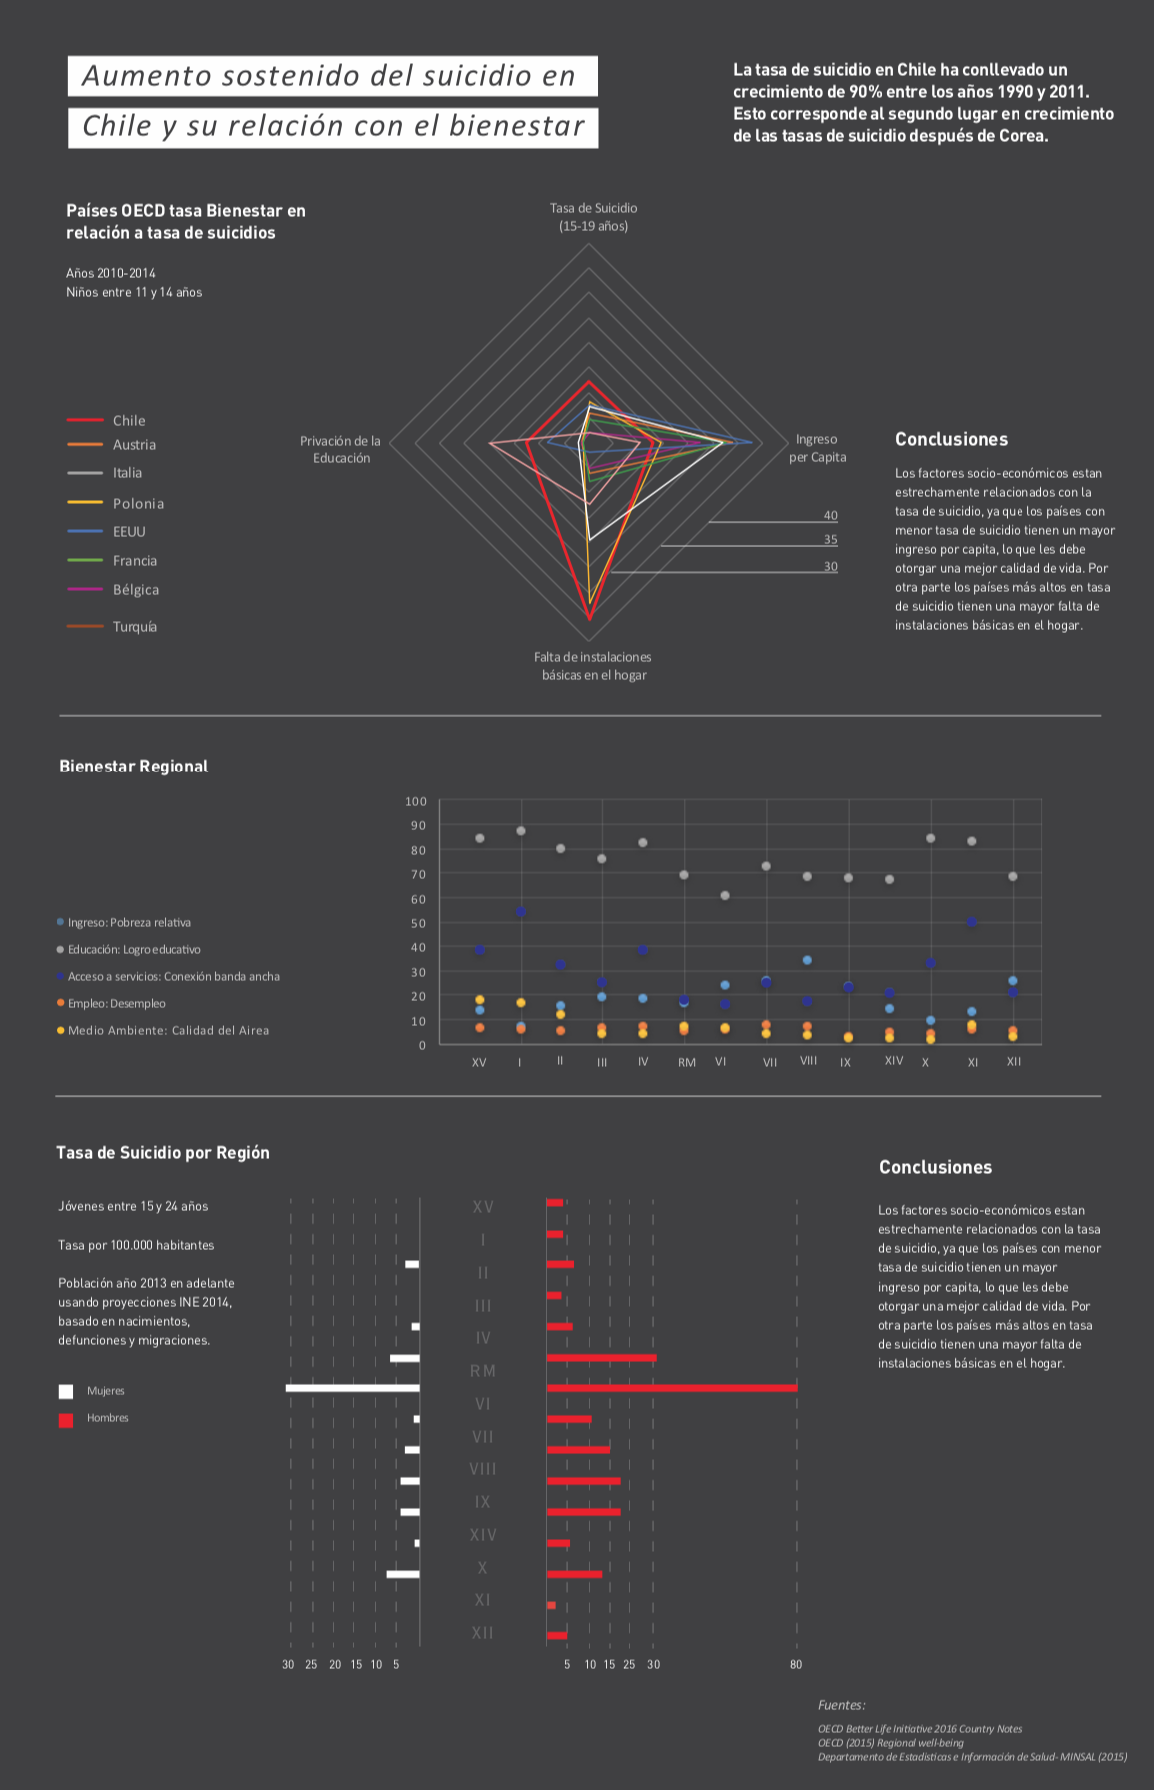 Aumento sostenido del suicidio en
Chile y su relación con el bienestar
La tasa de suicidio en Chile ha conllevado un
crecimiento de 90% entre los años 1990 y 2011.
Esto corresponde al segundo lugar en crecimiento
de las tasas de suicidio después de Corea.
Países OECD tasa Bienestar en
relación a tasa de suicidios
Años 2010-2014
Niños entre 11 y 14 años
Tasa de Suicidio
(15-19 años)
Privación de la
Educación
Ingreso
per Capita
40
35
30
Falta de instalaciones
básicas en el hogar
Chile
Austria
Italia
Polonia
EEUU
Francia
Bélgica
Turquía
Conclusiones
Los factores socio-económicos estan
estrechamente relacionados con la
tasa de suicidio, ya que los países con
menor tasa de suicidio tienen un mayor
ingreso por capita, lo que les debe
otorgar una mejor calidad de vida. Por
otra parte los países más altos en tasa
de suicidio tienen una mayor falta de
instalaciones básicas en el hogar.
Bienestar Regional
Ingreso: Pobreza relativa
Educación: Logro educativo
Acceso a servicios: Conexión banda ancha
Empleo: Desempleo
Medio Ambiente: Calidad del Airea
100
90
80
70
60
50
40
30
20
10
0
XV I II III IV RM VI VII VIII IX XIV X XI XII
Tasa de Suicidio por Región
Jóvenes entre 15 y 24 años
Tasa por 100.000 habitantes
Población año 2013 en adelante
usando proyecciones INE 2014,
basado en nacimientos,
defunciones y migraciones.
Mujeres
Hombres
XV
I
II
III
IV
RM
VI
VII
VIII
IX
XIV
X
XI
XII
30 25 20 15 10 5
5 10 15 25 30 80
Conclusiones
Los factores socio-económicos estan
estrechamente relacionados con la tasa
de suicidio, ya que los países con menor
tasa de suicidio tienen un mayor
ingreso por capita, lo que les debe
otorgar una mejor calidad de vida. Por
otra parte los países más altos en tasa
de suicidio tienen una mayor falta de
instalaciones básicas en el hogar.
Fuentes:
OECD Better Life Initiative 2016 Country Notes
OECD (2015) Regional well-being
Departamento de Estadisticas e Información de Salud- MINSAL (2015)